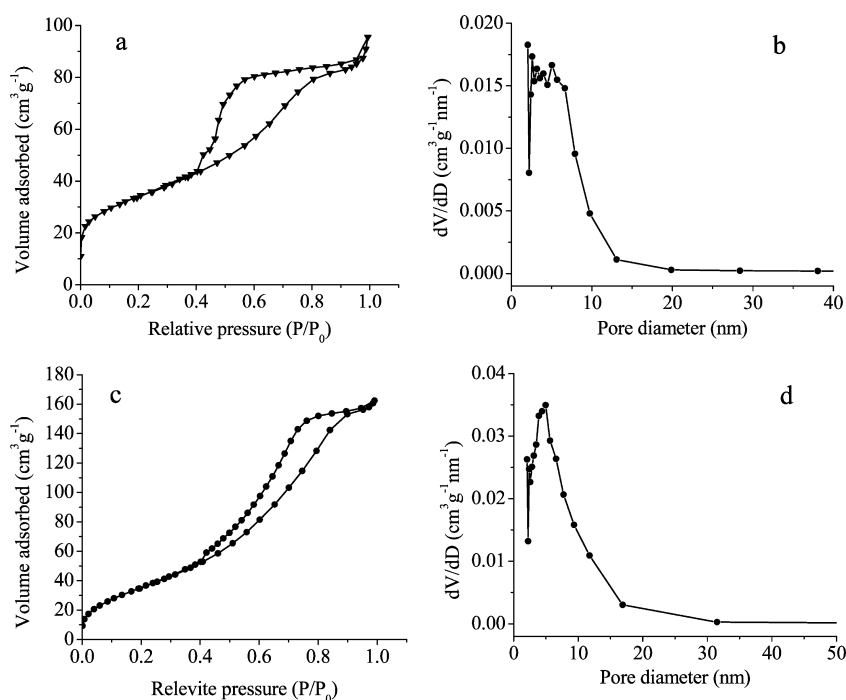 a
Volume adsorbed (cm³g⁻¹)
100
80
60
40
20
0
0.0 0.2 0.4 0.6 0.8 1.0
Relative pressure (P/P₀)
b
dV/dD (cm³g⁻¹nm⁻¹)
0.020
0.015
0.010
0.005
0.000
0 10 20 30 40
Pore diameter (nm)
c
Volume adsorbed (cm³g⁻¹)
180
160
140
120
100
80
60
40
20
0
0.0 0.2 0.4 0.6 0.8 1.0
Relevite pressure (P/P₀)
d
dV/dD (cm³g⁻¹nm⁻¹)
0.04
0.03
0.02
0.01
0.00
0 10 20 30 40 50
Pore diameter (nm)